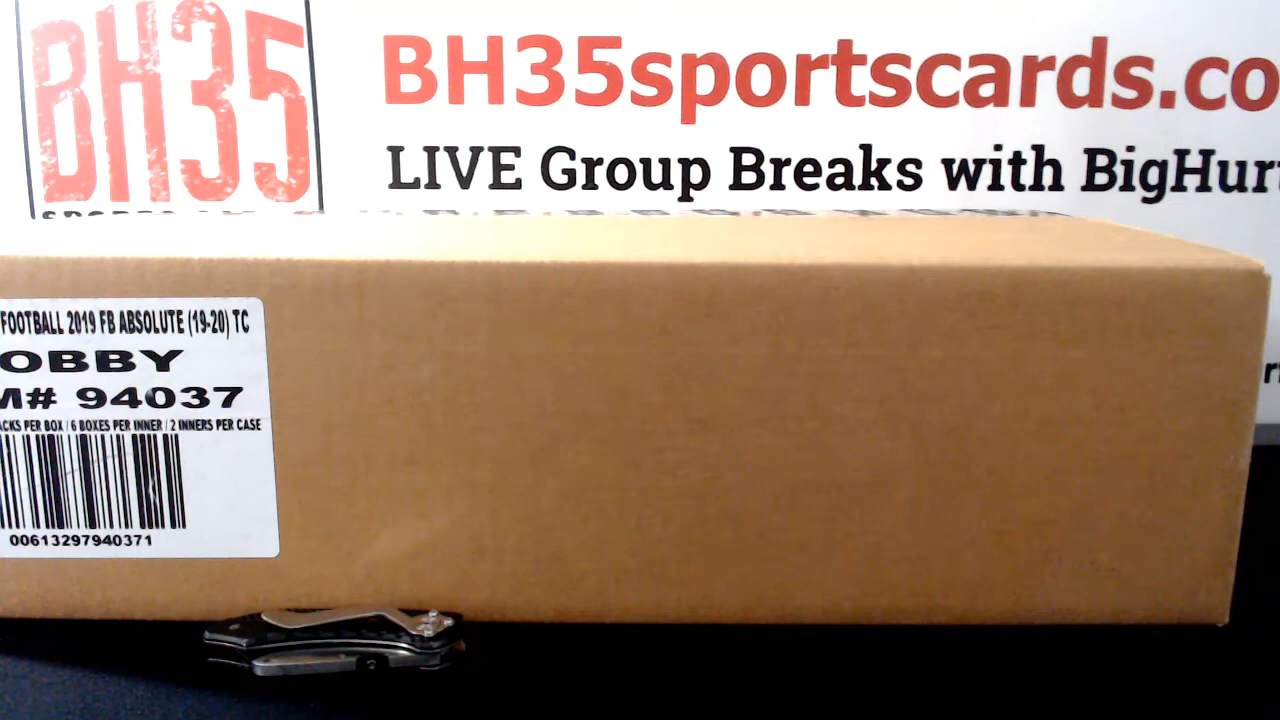 BH35
BH35sportscards.co
LIVE Group Breaks with BigHurt
FOOTBALL 2019 FB ABSOLUTE (19-20) TC
OBBY
M# 94037
ACKS PER BOX / 6 BOXES PER INNER / 2 INNERS PER CASE
00613297940371